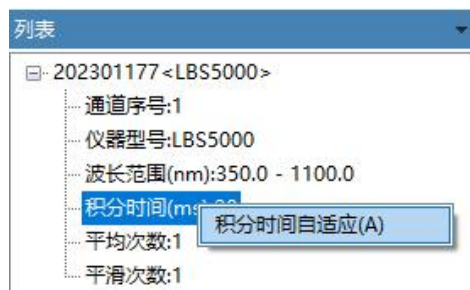 列表
202301177<LBS5000>
通道序号:1
仪器型号:LBS5000
波长范围(nm):350.0 - 1100.0
积分时间(ms
积分时间自适应(A)
平均次数:1
平滑次数:1